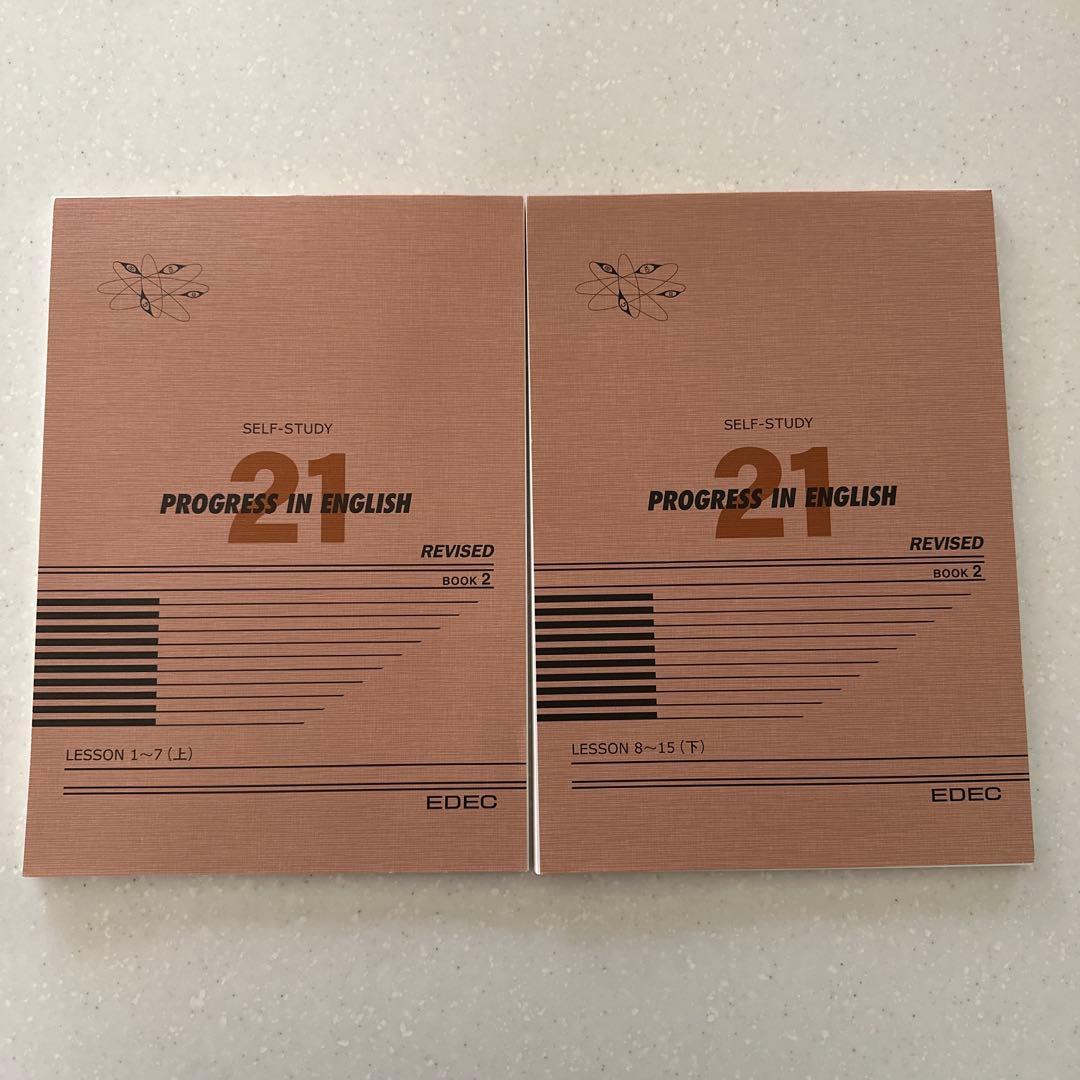 SELF-STUDY
21
PROGRESS IN ENGLISH
REVISED
BOOK 2
LESSON 1～7(上)
EDEC
SELF-STUDY
21
PROGRESS IN ENGLISH
REVISED
BOOK 2
LESSON 8～15(下)
EDEC